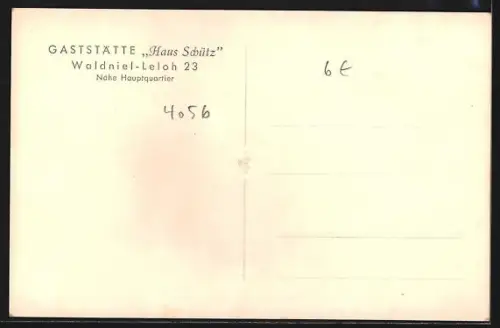 GASTSTÄTTE „Haus Schütz"
Waldniel-Leloh 23
Nähe Hauptquartier
6€
4056